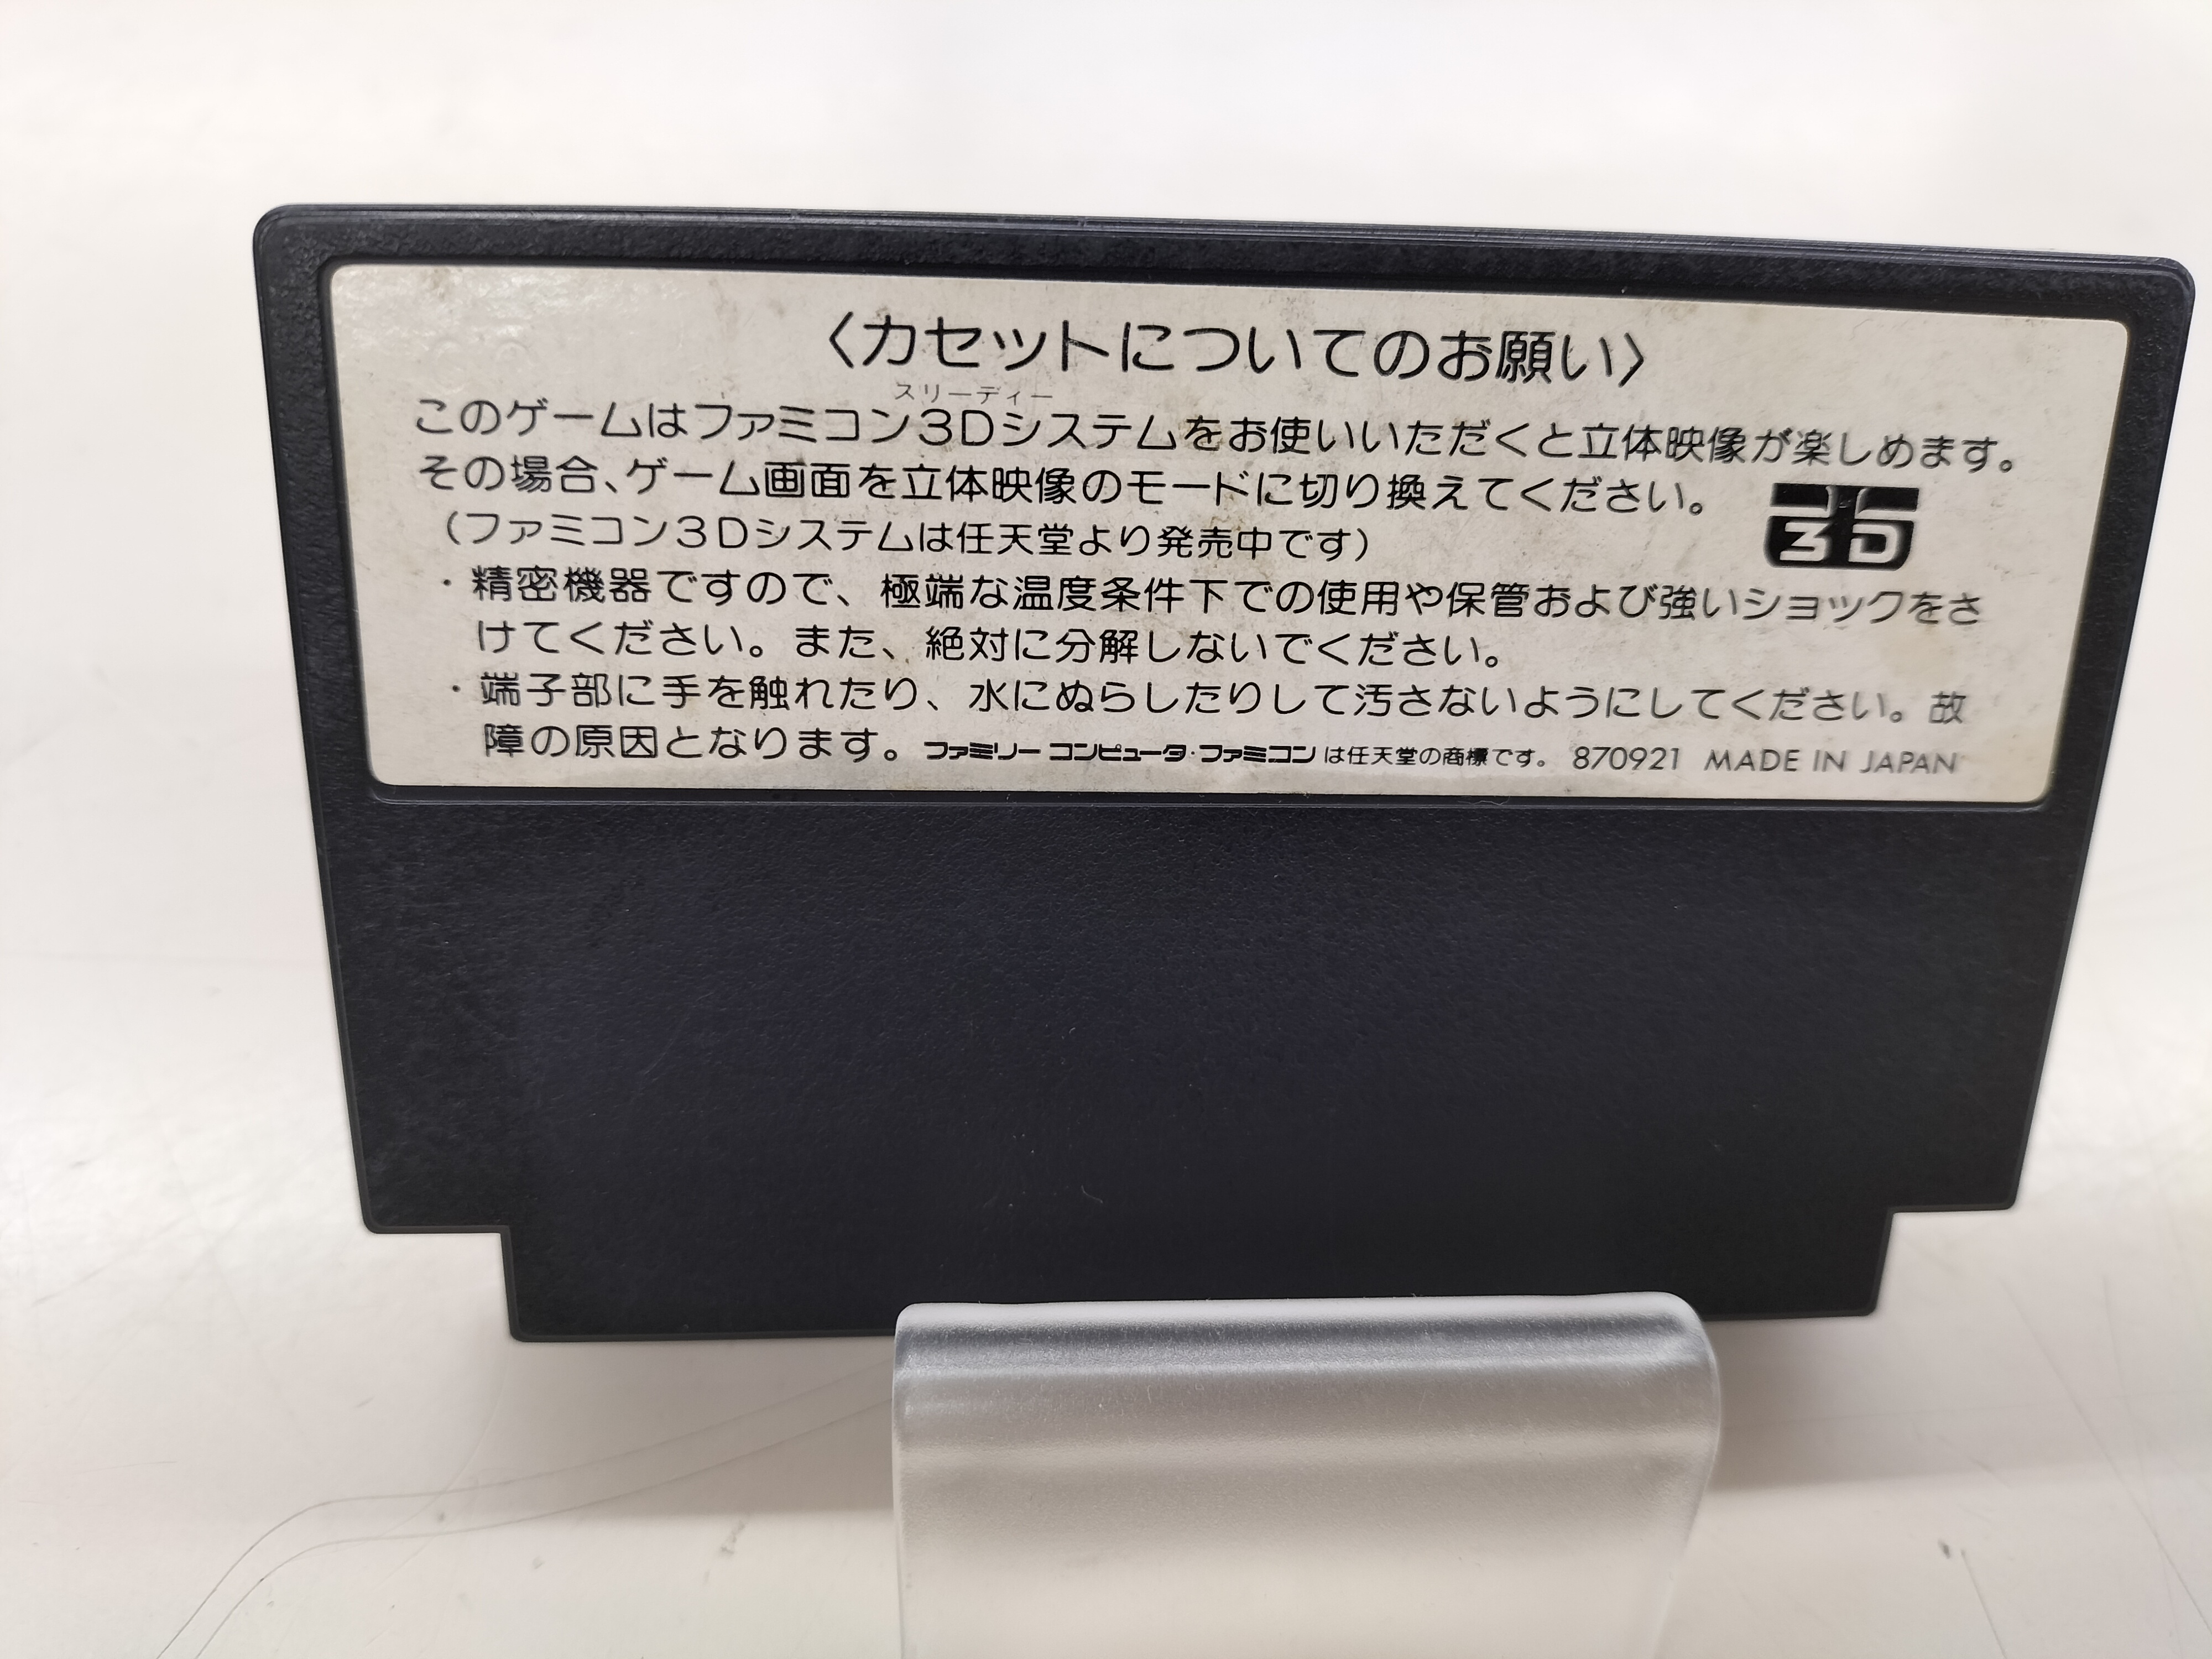 〈カセットについてのお願い〉
スリーディー
このゲームはファミコン3Dシステムをお使いいただくと立体映像が楽しめます。
その場合、ゲーム画面を立体映像のモードに切り換えてください。
3D
（ファミコン3Dシステムは任天堂より発売中です）
・精密機器ですので、極端な温度条件下での使用や保管および強いショックをさ
けてください。また、絶対に分解しないでください。
・端子部に手を触れたり、水にぬらしたりして汚さないようにしてください。故
障の原因となります。ファミリーコンピュータ・ファミコンは任天堂の商標です。 870921 MADE IN JAPAN